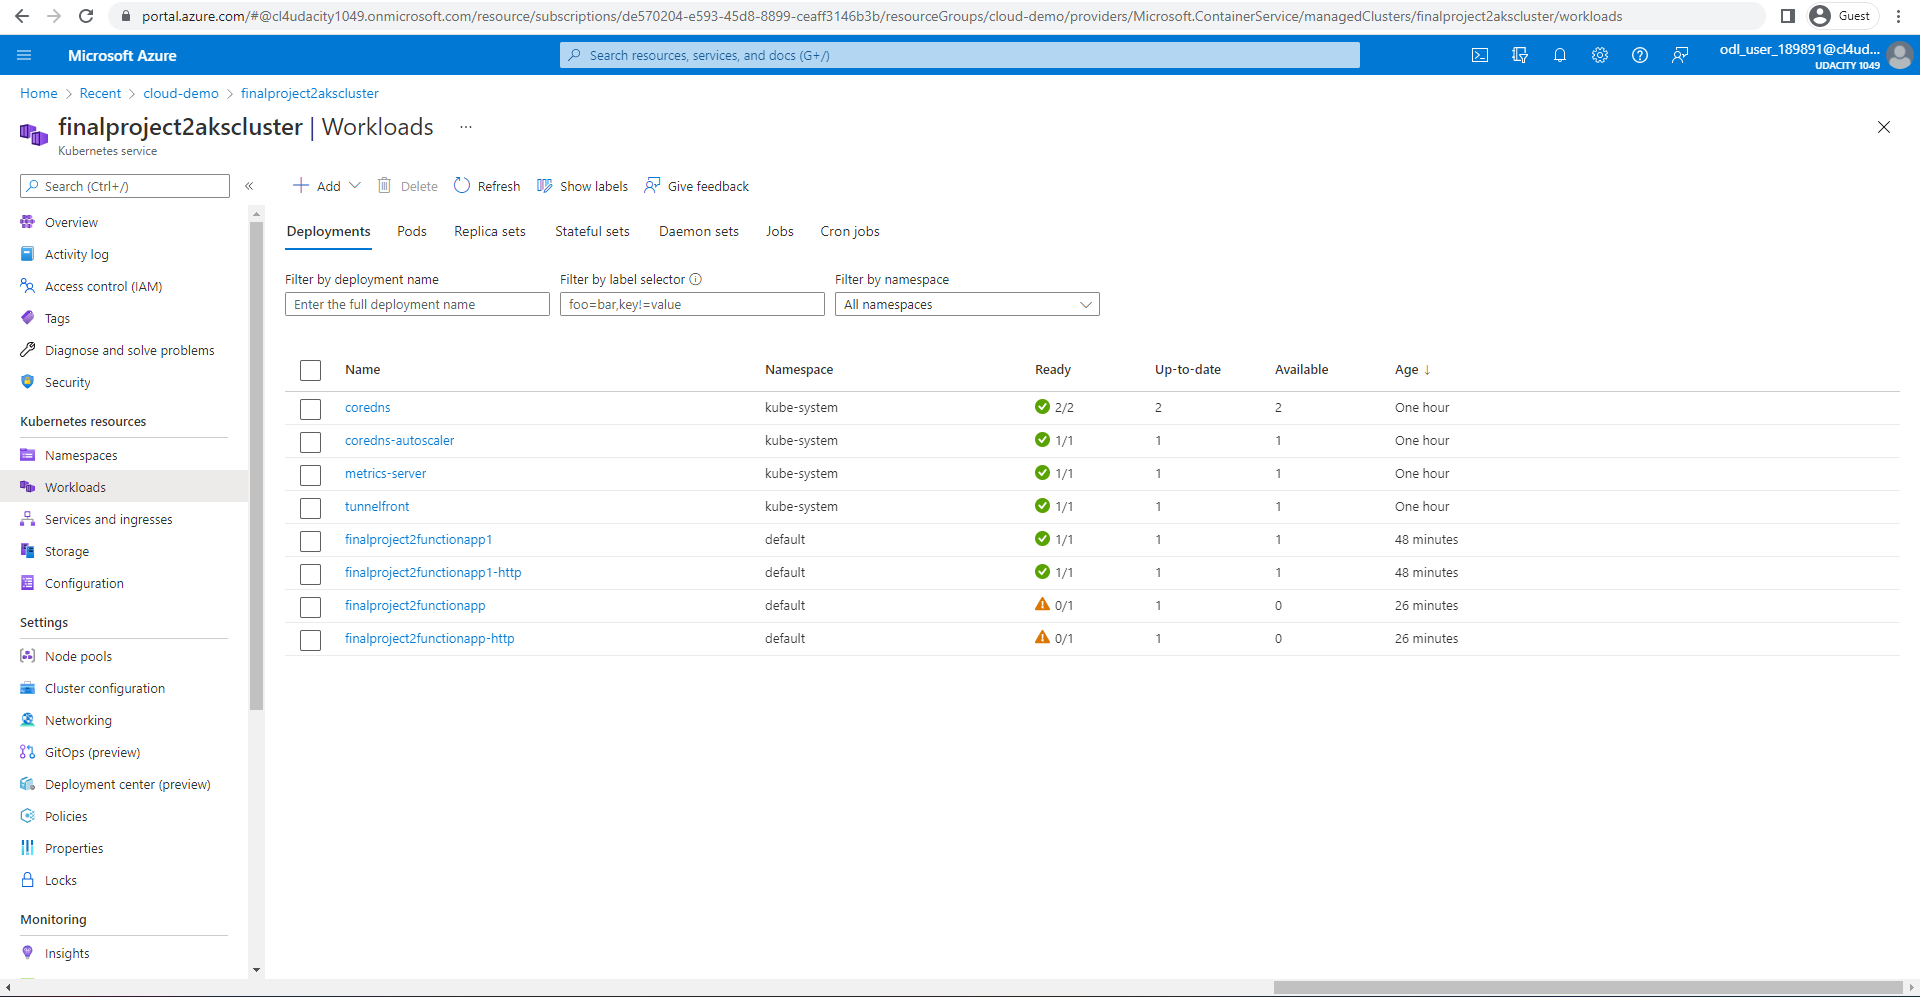 portal.azure.com/#@cl4udacity1049.onmicrosoft.com/resource/subscriptions/de570204-e593-45d8-8899-ceaff3146b3b/resourceGroups/cloud-demo/providers/Microsoft.ContainerService/managedClusters/finalproject2akscluster/workloads
Guest
Microsoft Azure
Search resources, services, and docs (G+/)
odl_user_189891@cl4ud...
UDACITY 1049
Home > Recent > cloud-demo > finalproject2akscluster
finalproject2akscluster | Workloads ...
Kubernetes service
Search (Ctrl+/)
«
Add
Delete
Refresh
Show labels
Give feedback
Overview
Activity log
Access control (IAM)
Tags
Diagnose and solve problems
Security
Kubernetes resources
Namespaces
Workloads
Services and ingresses
Storage
Configuration
Settings
Node pools
Cluster configuration
Networking
GitOps (preview)
Deployment center (preview)
Policies
Properties
Locks
Monitoring
Insights
Deployments Pods Replica sets Stateful sets Daemon sets Jobs Cron jobs
Filter by deployment name Filter by label selector Filter by namespace
Enter the full deployment name foo=bar,key!=value All namespaces
Name Namespace Ready Up-to-date Available Age ↓
coredns kube-system 2/2 2 2 One hour
coredns-autoscaler kube-system 1/1 1 1 One hour
metrics-server kube-system 1/1 1 1 One hour
tunnelfront kube-system 1/1 1 1 One hour
finalproject2functionapp1 default 1/1 1 1 48 minutes
finalproject2functionapp1-http default 1/1 1 1 48 minutes
finalproject2functionapp default 0/1 1 0 26 minutes
finalproject2functionapp-http default 0/1 1 0 26 minutes